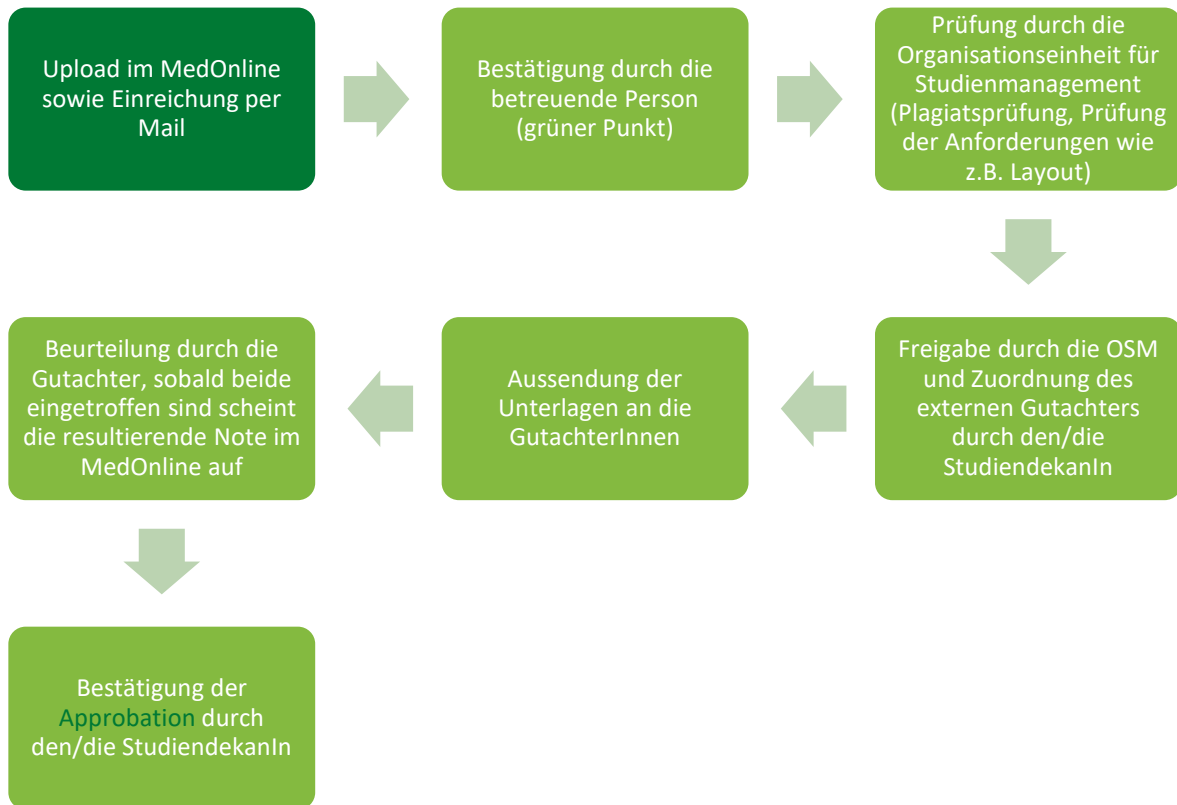 Upload im MedOnline
sowie Einreichung per
Mail
Bestätigung durch die
betreuende Person
(grüner Punkt)
Prüfung durch die
Organisationseinheit für
Studienmanagement
(Plagiatsprüfung, Prüfung
der Anforderungen wie
z.B. Layout)
Freigabe durch die OSM
und Zuordnung des
externen Gutachters
durch den/die
StudiendekanIn
Aussendung der
Unterlagen an die
GutachterInnen
Beurteilung durch die
Gutachter, sobald beide
eingetroffen sind scheint
die resultierende Note im
MedOnline auf
Bestätigung der
Approbation durch
den/die StudiendekanIn